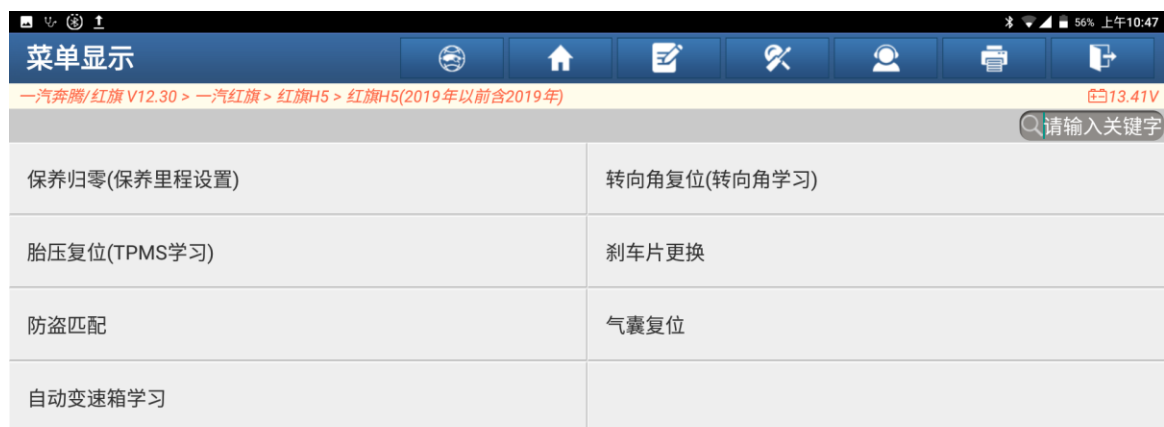 56% 上午10:47
菜单显示
一汽奔腾/红旗 V12.30 > 一汽红旗 > 红旗H5 > 红旗H5(2019年以前含2019年) 13.41V
请输入关键字
保养归零(保养里程设置) 转向角复位(转向角学习)
胎压复位(TPMS学习) 刹车片更换
防盗匹配 气囊复位
自动变速箱学习